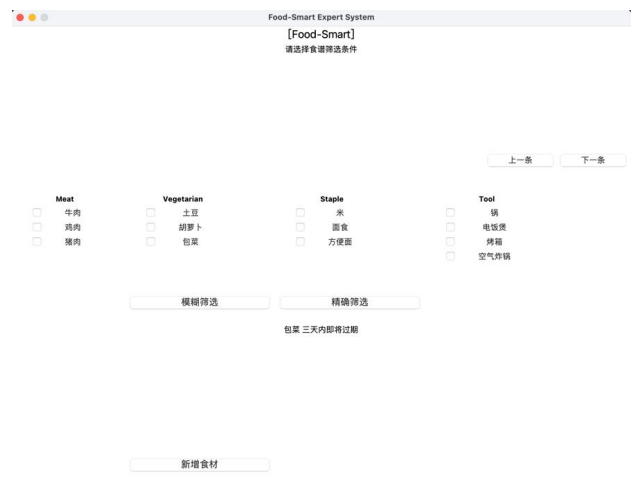 Food-Smart Expert System
[Food-Smart]
请选择食谱筛选条件
上一条 下一条
Meat Vegetarian Staple Tool
牛肉 土豆 米 锅
鸡肉 胡萝卜 面食 电饭煲
猪肉 包菜 方便面 烤箱
空气炸锅
模糊筛选 精确筛选
包菜 三天内即将过期
新增食材